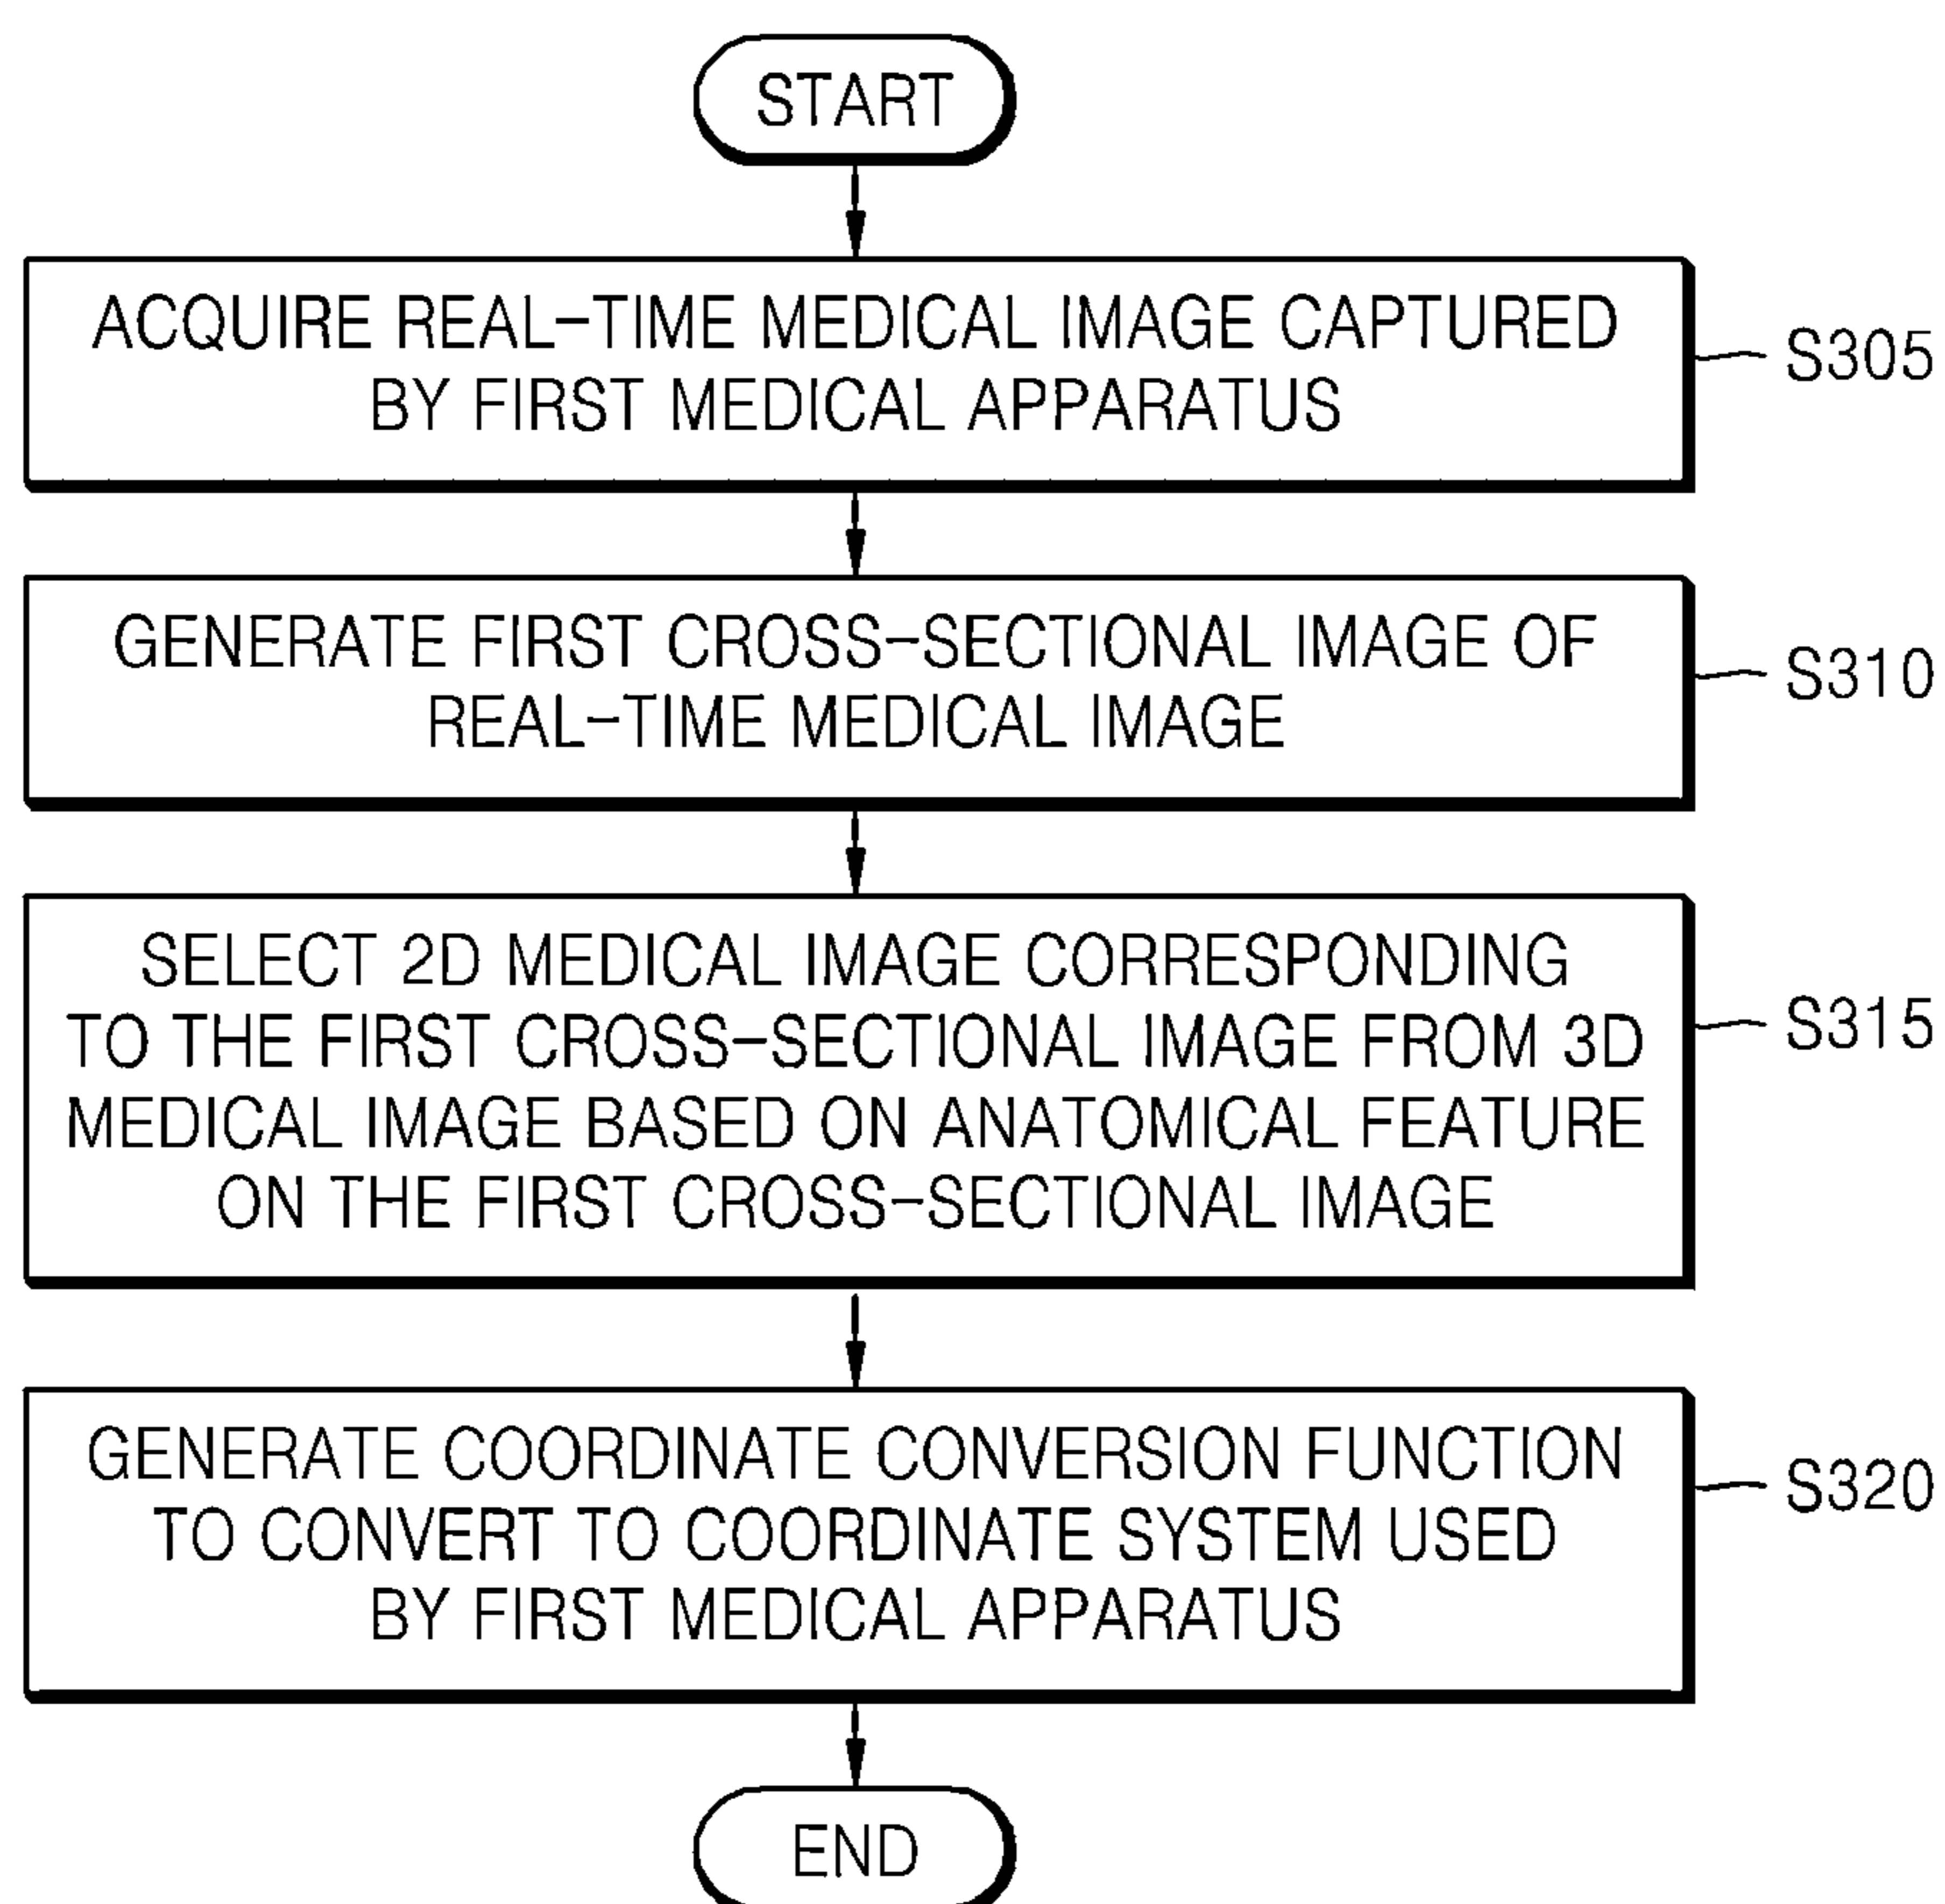 START
ACQUIRE REAL-TIME MEDICAL IMAGE CAPTURED
BY FIRST MEDICAL APPARATUS
S305
GENERATE FIRST CROSS-SECTIONAL IMAGE OF
REAL-TIME MEDICAL IMAGE
S310
SELECT 2D MEDICAL IMAGE CORRESPONDING
TO THE FIRST CROSS-SECTIONAL IMAGE FROM 3D
MEDICAL IMAGE BASED ON ANATOMICAL FEATURE
ON THE FIRST CROSS-SECTIONAL IMAGE
S315
GENERATE COORDINATE CONVERSION FUNCTION
TO CONVERT TO COORDINATE SYSTEM USED
BY FIRST MEDICAL APPARATUS
S320
END